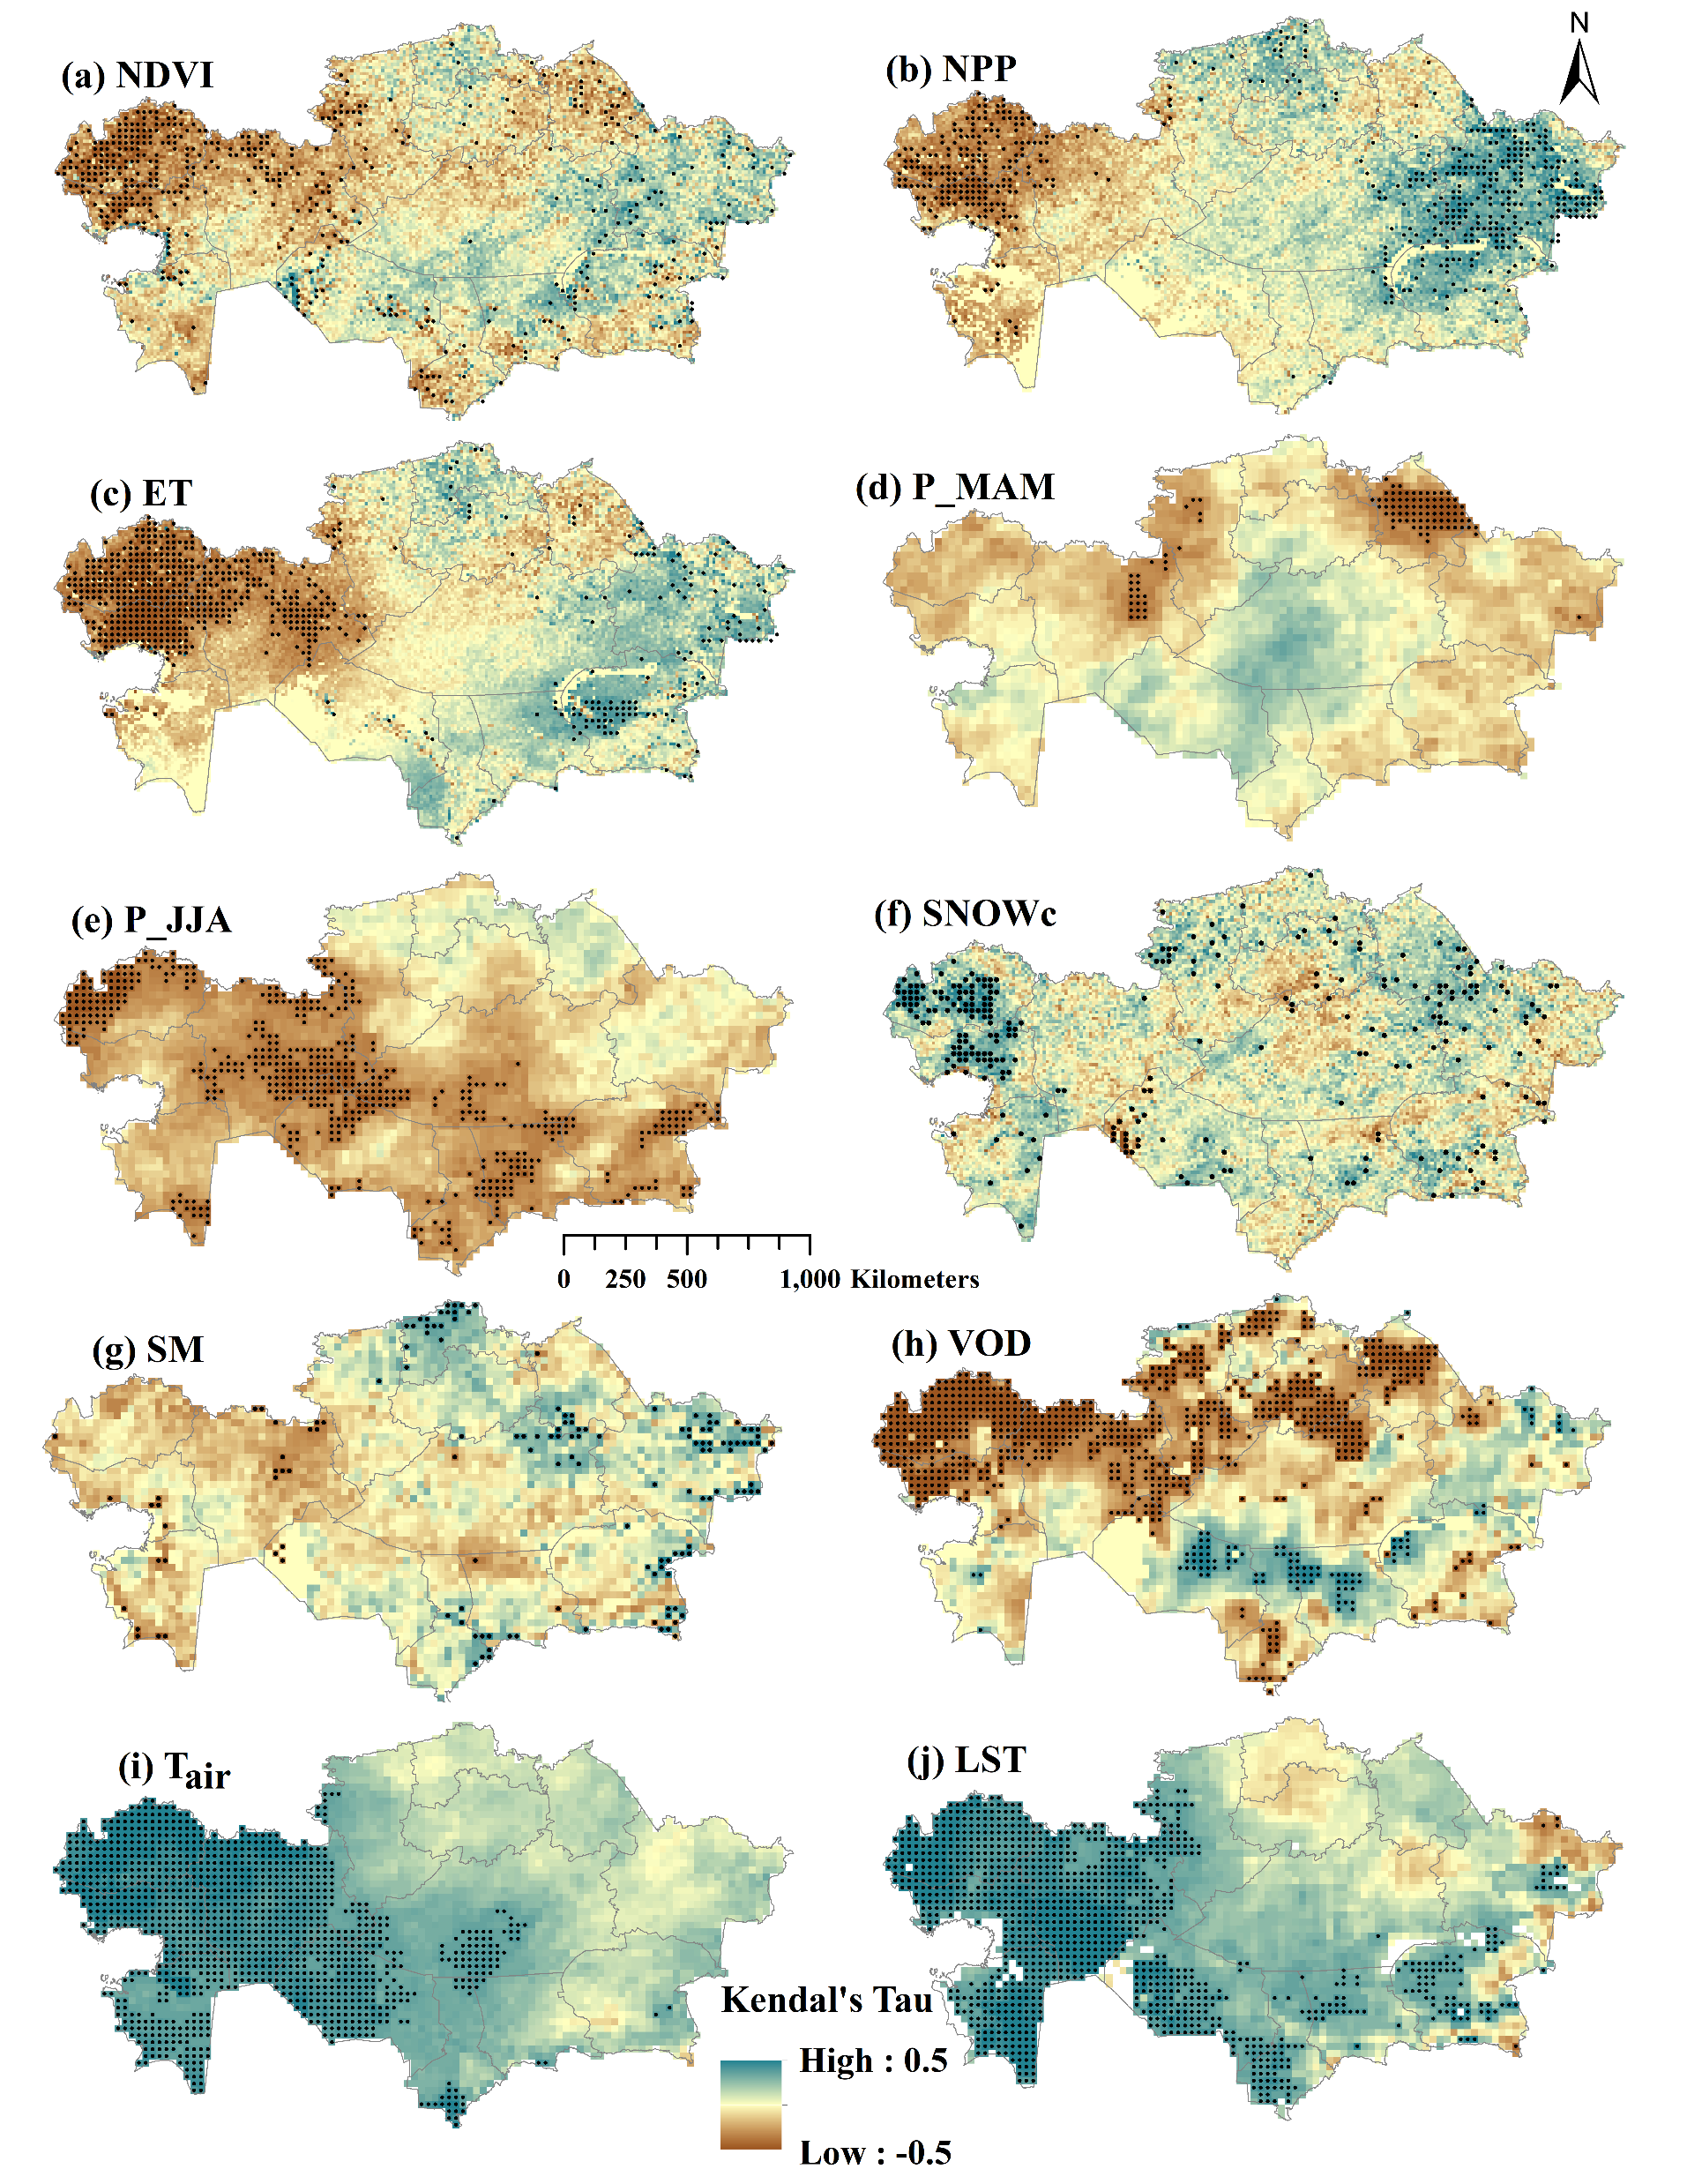 N
(a) NDVI
(b) NPP
(c) ET
(d) P_MAM
(e) P_JJA
(f) SNOWc
0 250 500 1,000 Kilometers
(g) SM
(h) VOD
(i) Tair
(j) LST
Kendal's Tau
High : 0.5
Low : -0.5